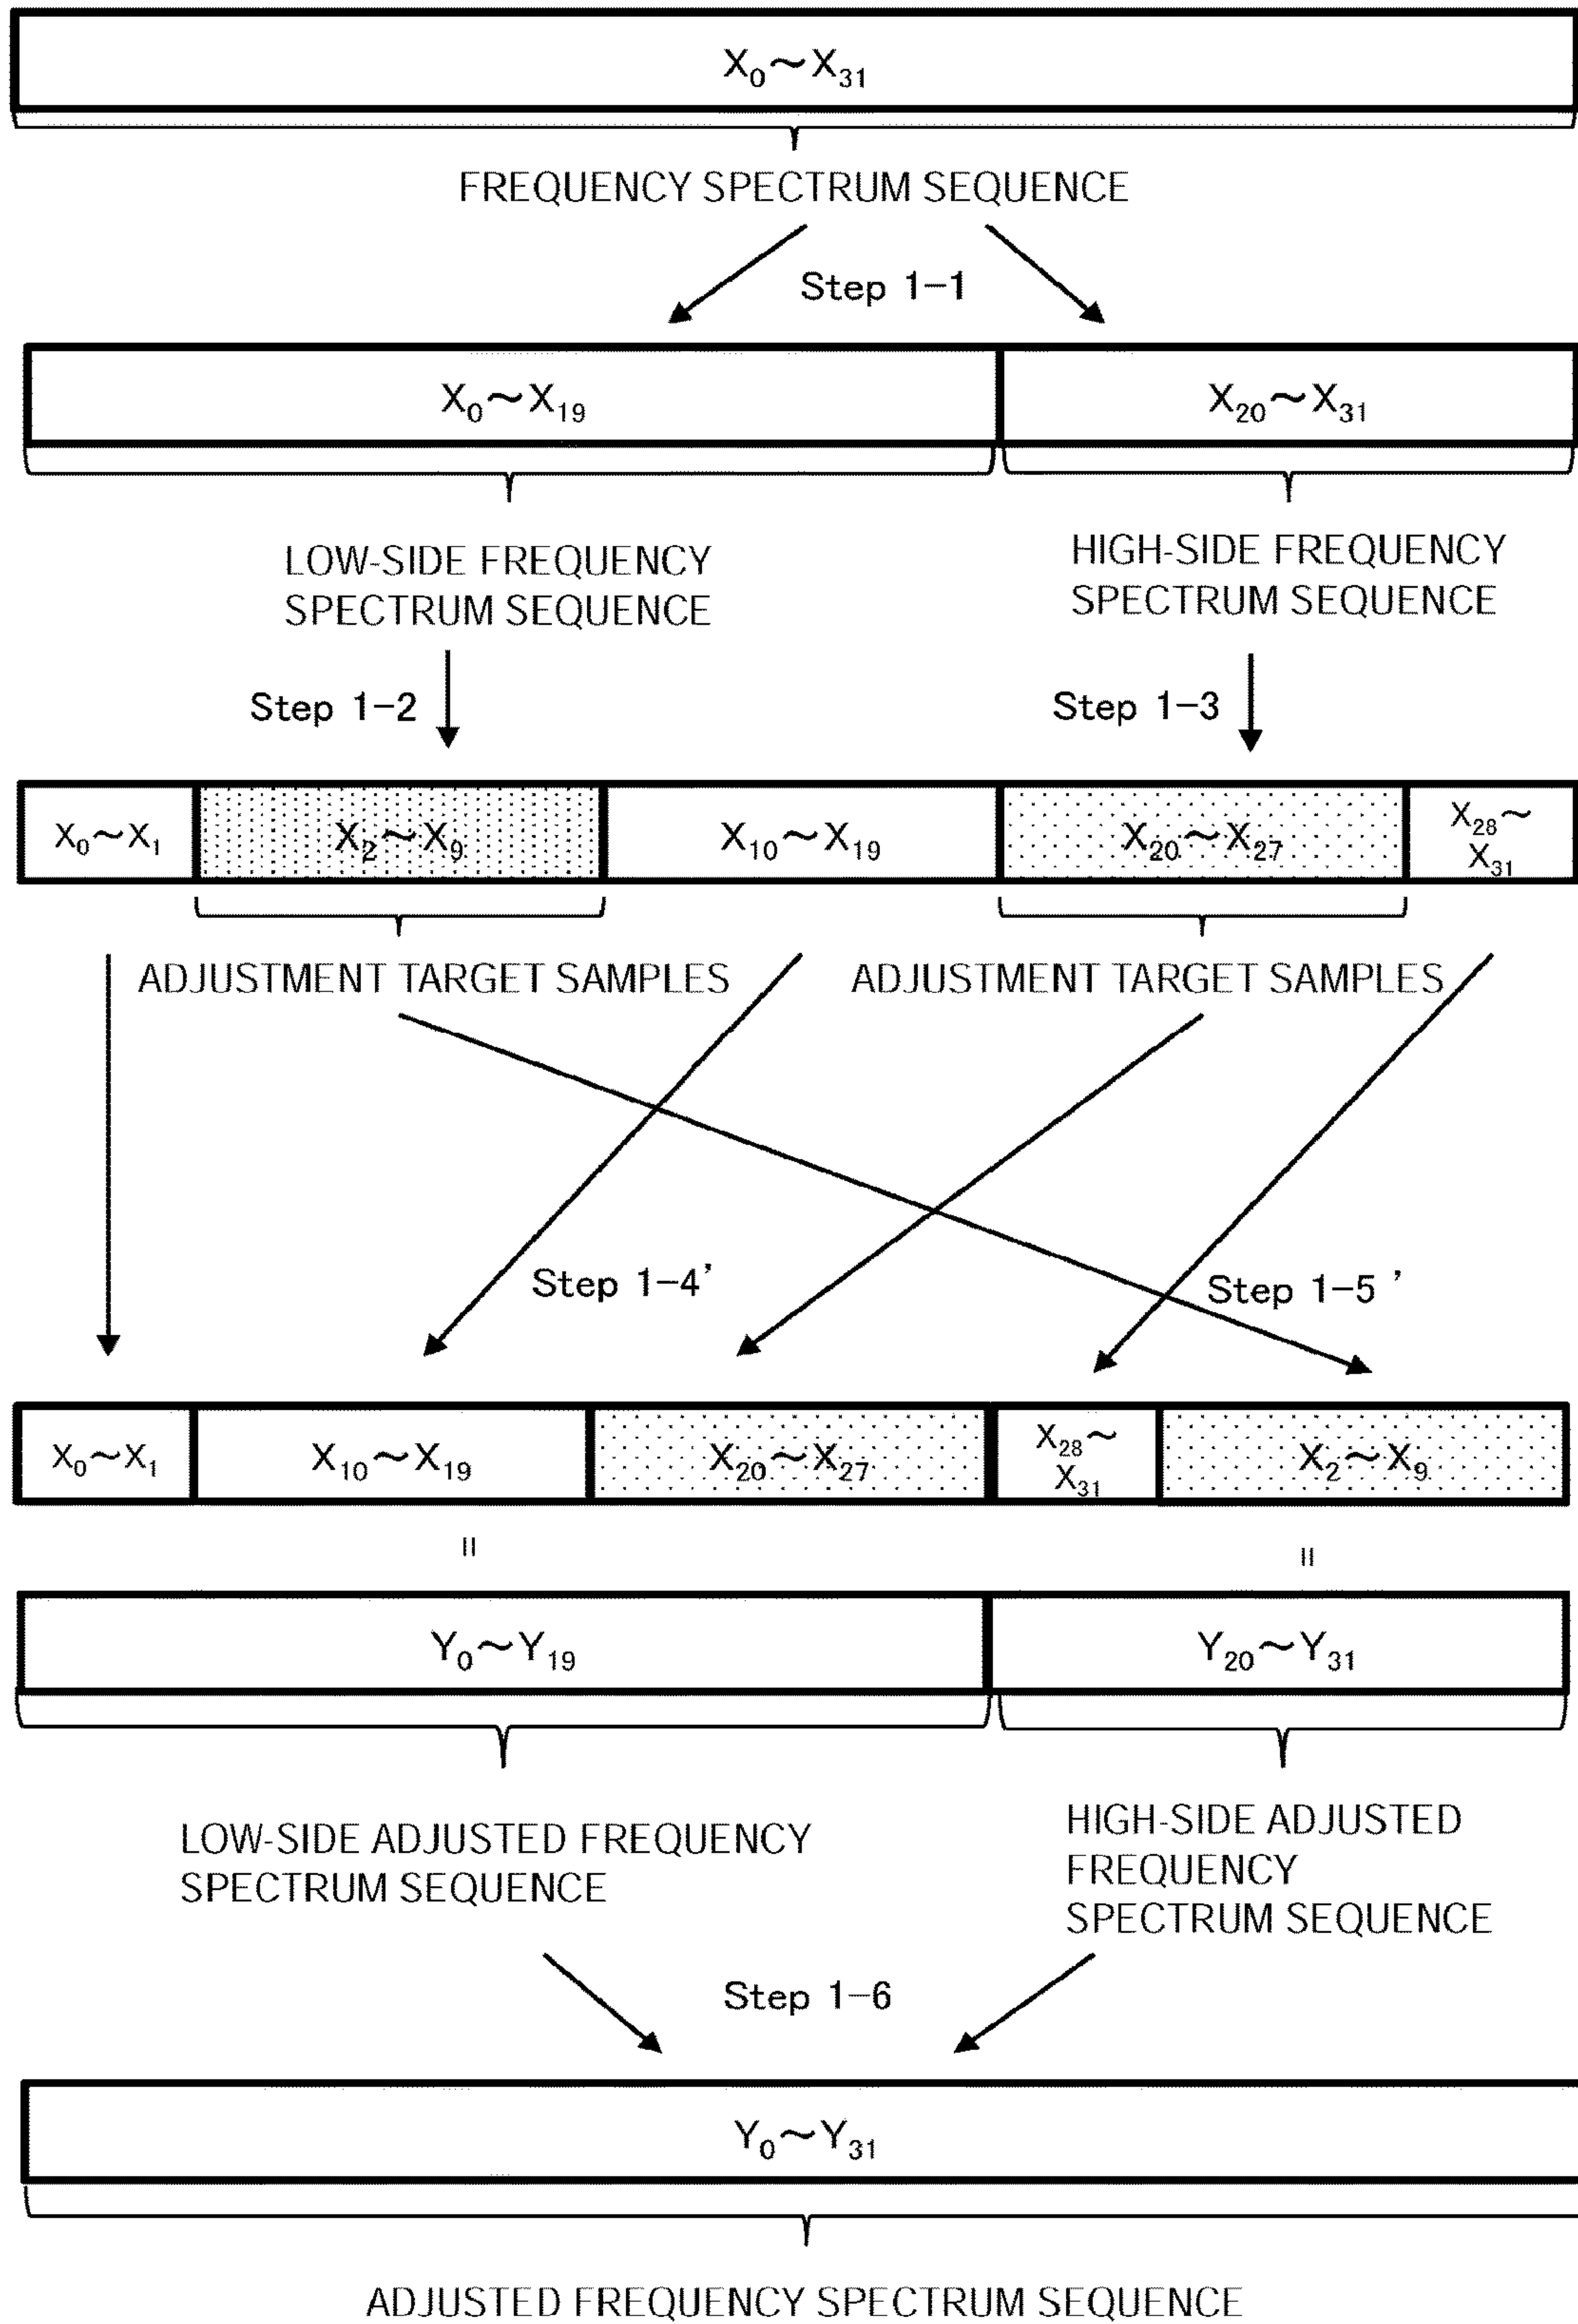 X₀～X₃₁
FREQUENCY SPECTRUM SEQUENCE
Step 1-1
X₀～X₁₉
X₂₀～X₃₁
LOW-SIDE FREQUENCY
SPECTRUM SEQUENCE
HIGH-SIDE FREQUENCY
SPECTRUM SEQUENCE
Step 1-2
Step 1-3
X₀～X₁
X₂～X₉
X₁₀～X₁₉
X₂₀～X₂₇
X₂₈～
X₃₁
ADJUSTMENT TARGET SAMPLES
ADJUSTMENT TARGET SAMPLES
Step 1-4'
Step 1-5'
X₀～X₁
X₁₀～X₁₉
X₂₀～X₂₇
X₂₈～
X₃₁
X₂～X₉
=
=
Y₀～Y₁₉
Y₂₀～Y₃₁
LOW-SIDE ADJUSTED FREQUENCY
SPECTRUM SEQUENCE
HIGH-SIDE ADJUSTED
FREQUENCY
SPECTRUM SEQUENCE
Step 1-6
Y₀～Y₃₁
ADJUSTED FREQUENCY SPECTRUM SEQUENCE